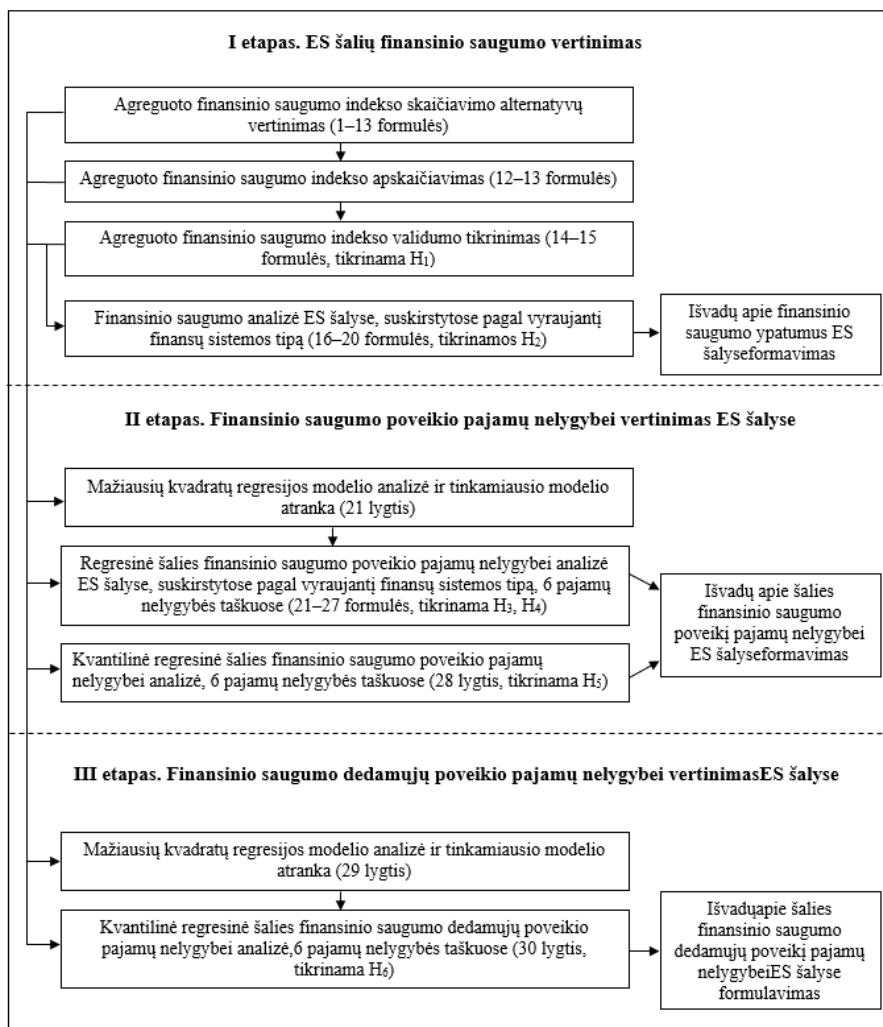 I etapas. ES šalių finansinio saugumo vertinimas
Agreguoto finansinio saugumo indekso skaičiavimo alternatyvų
vertinimas (1–13 formulės)
Agreguoto finansinio saugumo indekso apskaičiavimas (12–13 formulės)
Agreguoto finansinio saugumo indekso validumo tikrinimas (14–15
formulės, tikrinama H₁)
Finansinio saugumo analizė ES šalyse, suskirstytose pagal vyraujantį
finansų sistemos tipą (16–20 formulės, tikrinamos H₂)
Išvadų apie finansinio
saugumo ypatumus ES
šalyseformavimas
II etapas. Finansinio saugumo poveikio pajamų nelygybei vertinimas ES šalyse
Mažiausių kvadratų regresijos modelio analizė ir tinkamiausio modelio
atranka (21 lygtis)
Regresinė šalies finansinio saugumo poveikio pajamų nelygybei analizė
ES šalyse, suskirstytose pagal vyraujantį finansų sistemos tipą, 6 pajamų
nelygybės taškuose (21–27 formulės, tikrinama H₃, H₄)
Kvantilinė regresinė šalies finansinio saugumo poveikio pajamų
nelygybei analizė, 6 pajamų nelygybės taškuose (28 lygtis, tikrinama H₅)
Išvadų apie šalies
finansinio saugumo
poveikį pajamų nelygybei
ES šalyseformavimas
III etapas. Finansinio saugumo dedamųjų poveikio pajamų nelygybei vertinimasES šalyse
Mažiausių kvadratų regresijos modelio analizė ir tinkamiausio modelio
atranka (29 lygtis)
Kvantilinė regresinė šalies finansinio saugumo dedamųjų poveikio
pajamų nelygybei analizė,6 pajamų nelygybės taškuose (30 lygtis,
tikrinama H₆)
Išvadųapie šalies
finansinio saugumo
dedamųjų poveikį pajamų
nelygybeiES šalyse
formulavimas